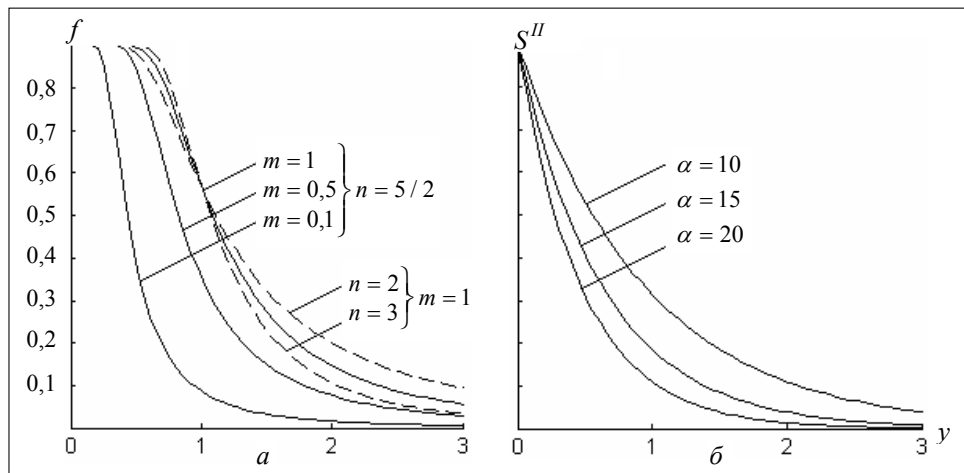 f
0,8
0,7
0,6
0,5
0,4
0,3
0,2
0,1
m = 1
m = 0,5
m = 0,1
n = 5 / 2
n = 2
n = 3
m = 1
0 1 2 3
а
S^{II}
α = 10
α = 15
α = 20
0 1 2 3 y
б